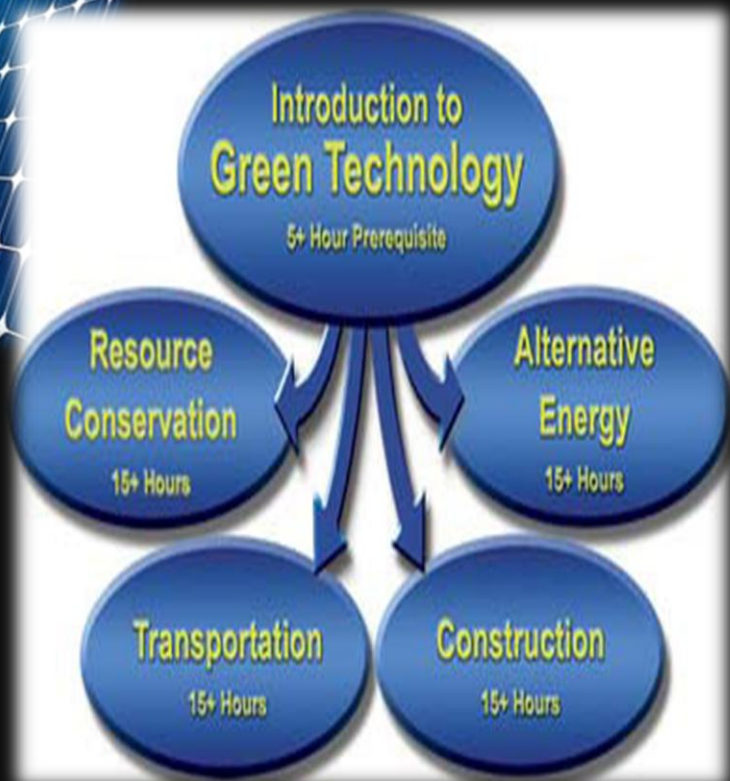 Introduction to
Green Technology
5+ Hour Prerequisite
Resource
Conservation
15+ Hours
Alternative
Energy
15+ Hours
Transportation
15+ Hours
Construction
15+ Hours